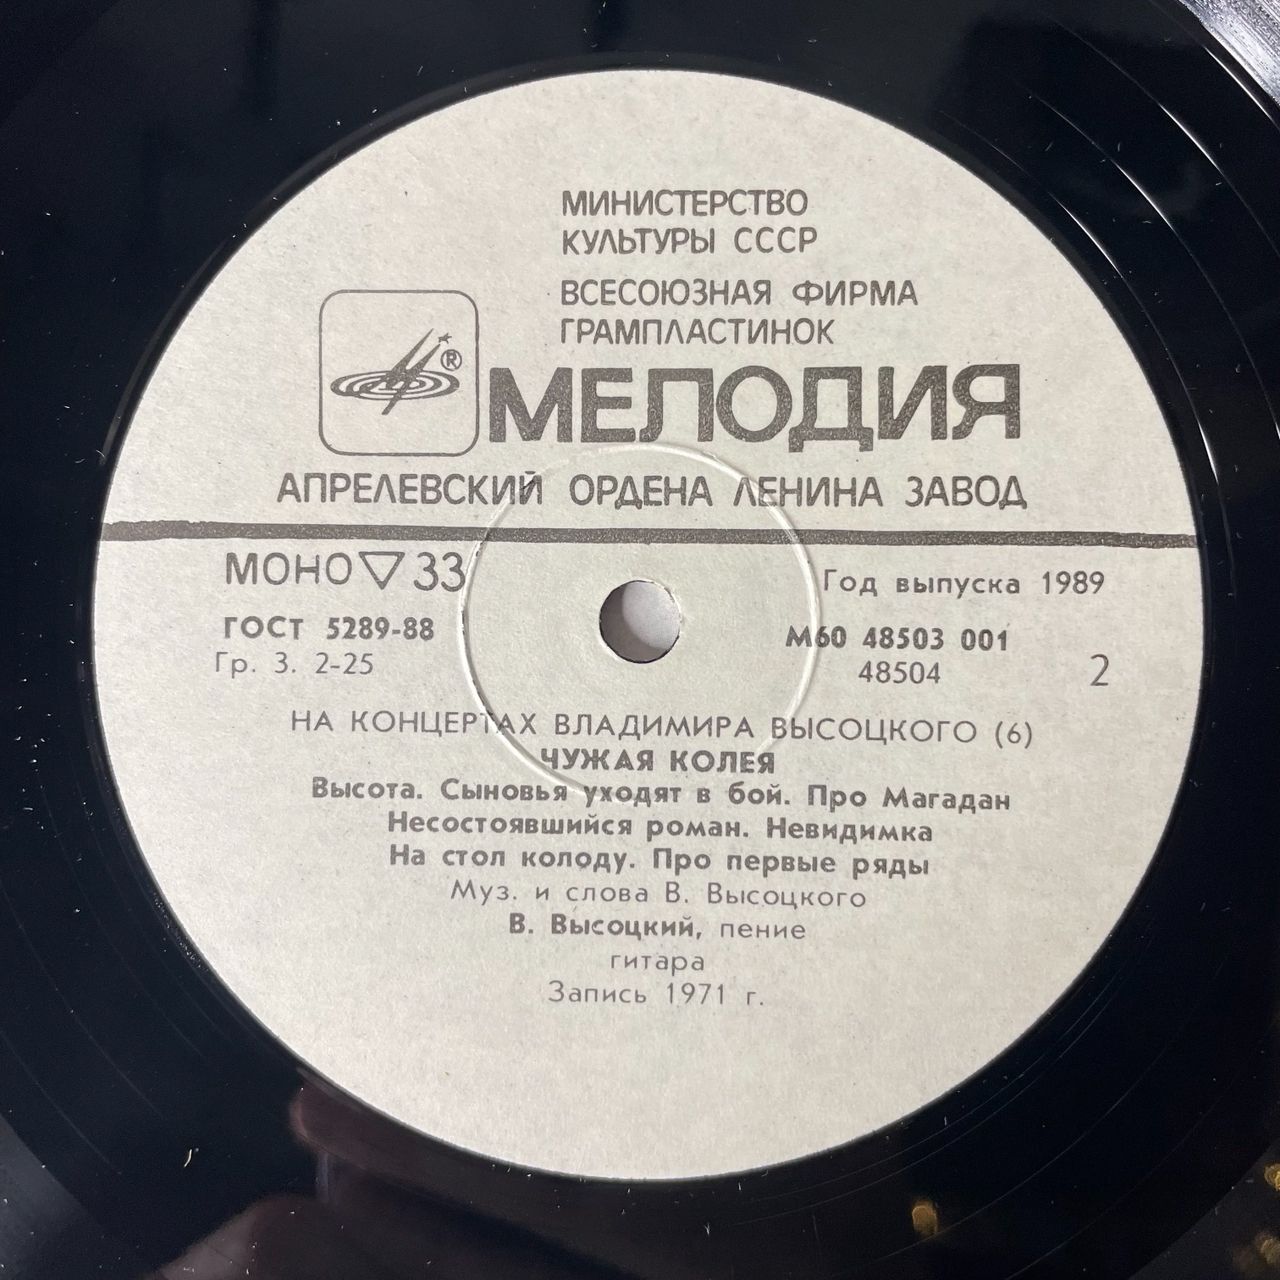 МИНИСТЕРСТВО
КУЛЬТУРЫ СССР
ВСЕСОЮЗНАЯ ФИРМА
ГРАМПЛАСТИНОК
®
МЕЛОДИЯ
АПРЕЛЕВСКИЙ ОРДЕНА ЛЕНИНА ЗАВОД
МОНО ▽ 33
Год выпуска 1989
ГОСТ 5289-88
М60 48503 001
Гр. 3. 2-25
48504
2
НА КОНЦЕРТАХ ВЛАДИМИРА ВЫСОЦКОГО (6)
ЧУЖАЯ КОЛЕЯ
Высота. Сыновья уходят в бой. Про Магадан
Несостоявшийся роман. Невидимка
На стол колоду. Про первые ряды
Муз. и слова В. Высоцкого
В. Высоцкий, пение
гитара
Запись 1971 г.